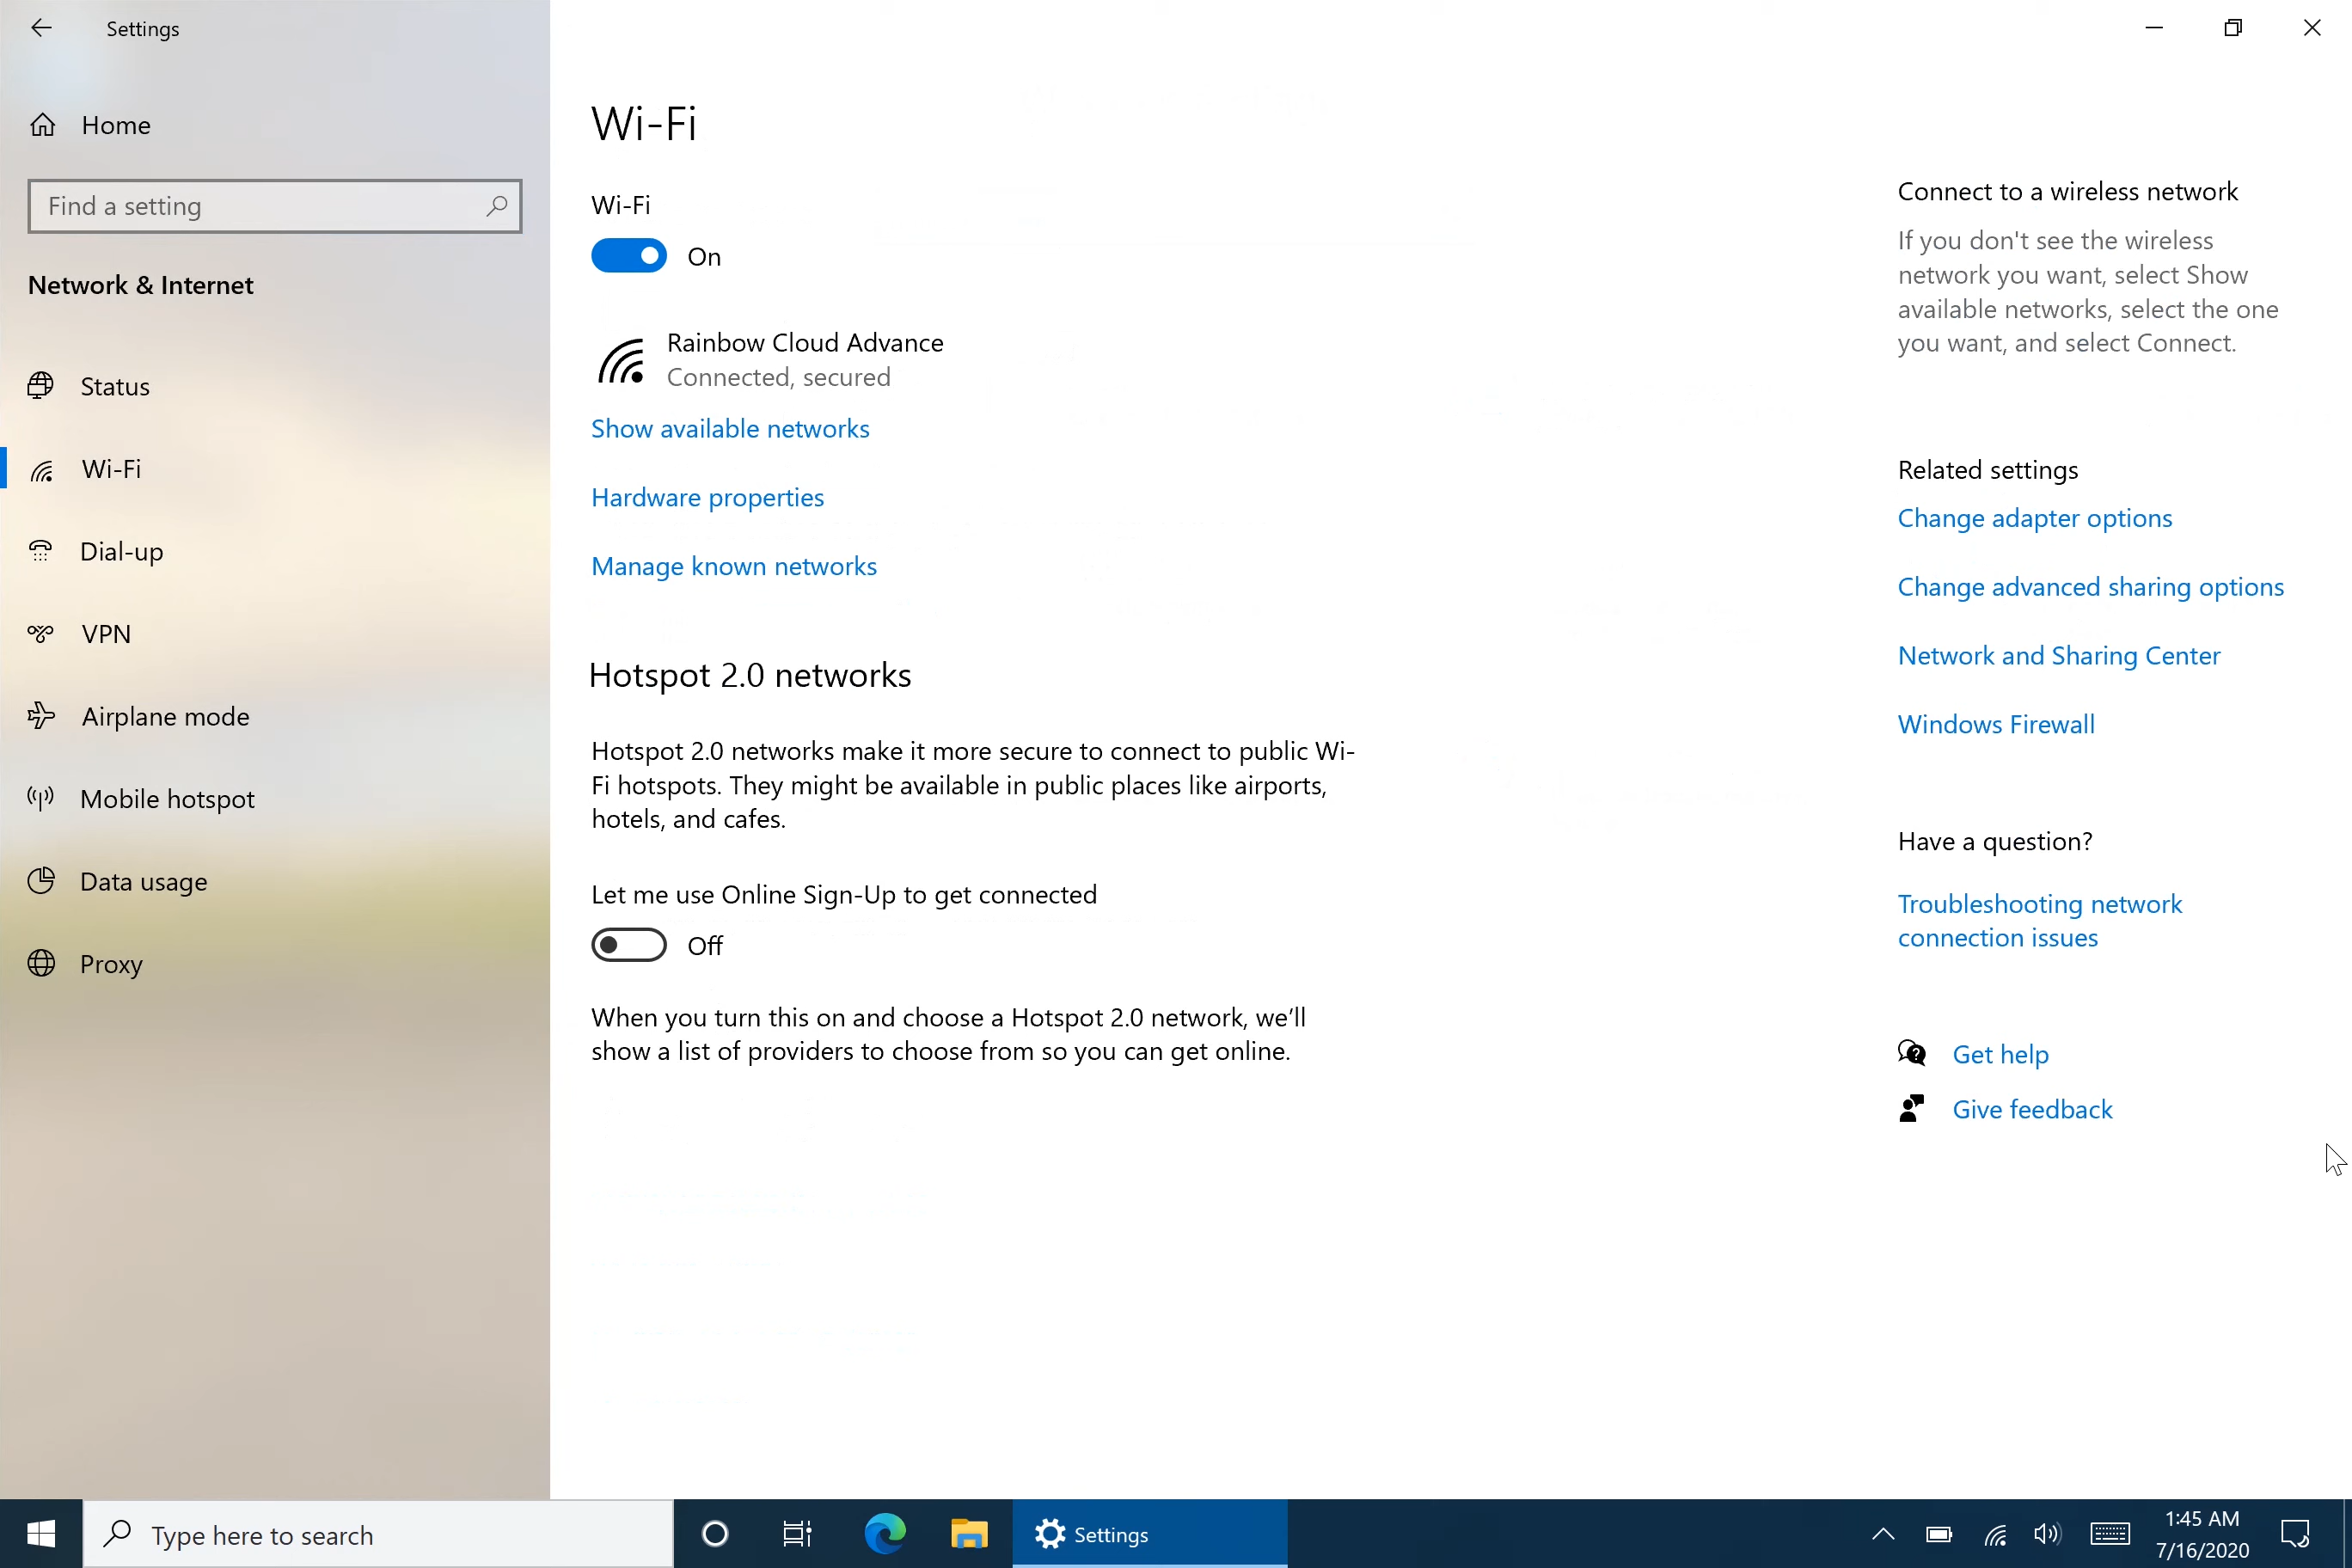 Settings
Home
Find a setting
Network & Internet
Status
Wi-Fi
Dial-up
VPN
Airplane mode
Mobile hotspot
Data usage
Proxy
Wi-Fi
Wi-Fi
On
Rainbow Cloud Advance
Connected, secured
Show available networks
Hardware properties
Manage known networks
Hotspot 2.0 networks
Hotspot 2.0 networks make it more secure to connect to public Wi-
Fi hotspots. They might be available in public places like airports,
hotels, and cafes.
Let me use Online Sign-Up to get connected
Off
When you turn this on and choose a Hotspot 2.0 network, we’ll
show a list of providers to choose from so you can get online.
Connect to a wireless network
If you don't see the wireless
network you want, select Show
available networks, select the one
you want, and select Connect.
Related settings
Change adapter options
Change advanced sharing options
Network and Sharing Center
Windows Firewall
Have a question?
Troubleshooting network
connection issues
Get help
Give feedback
Type here to search
Settings
1:45 AM
7/16/2020